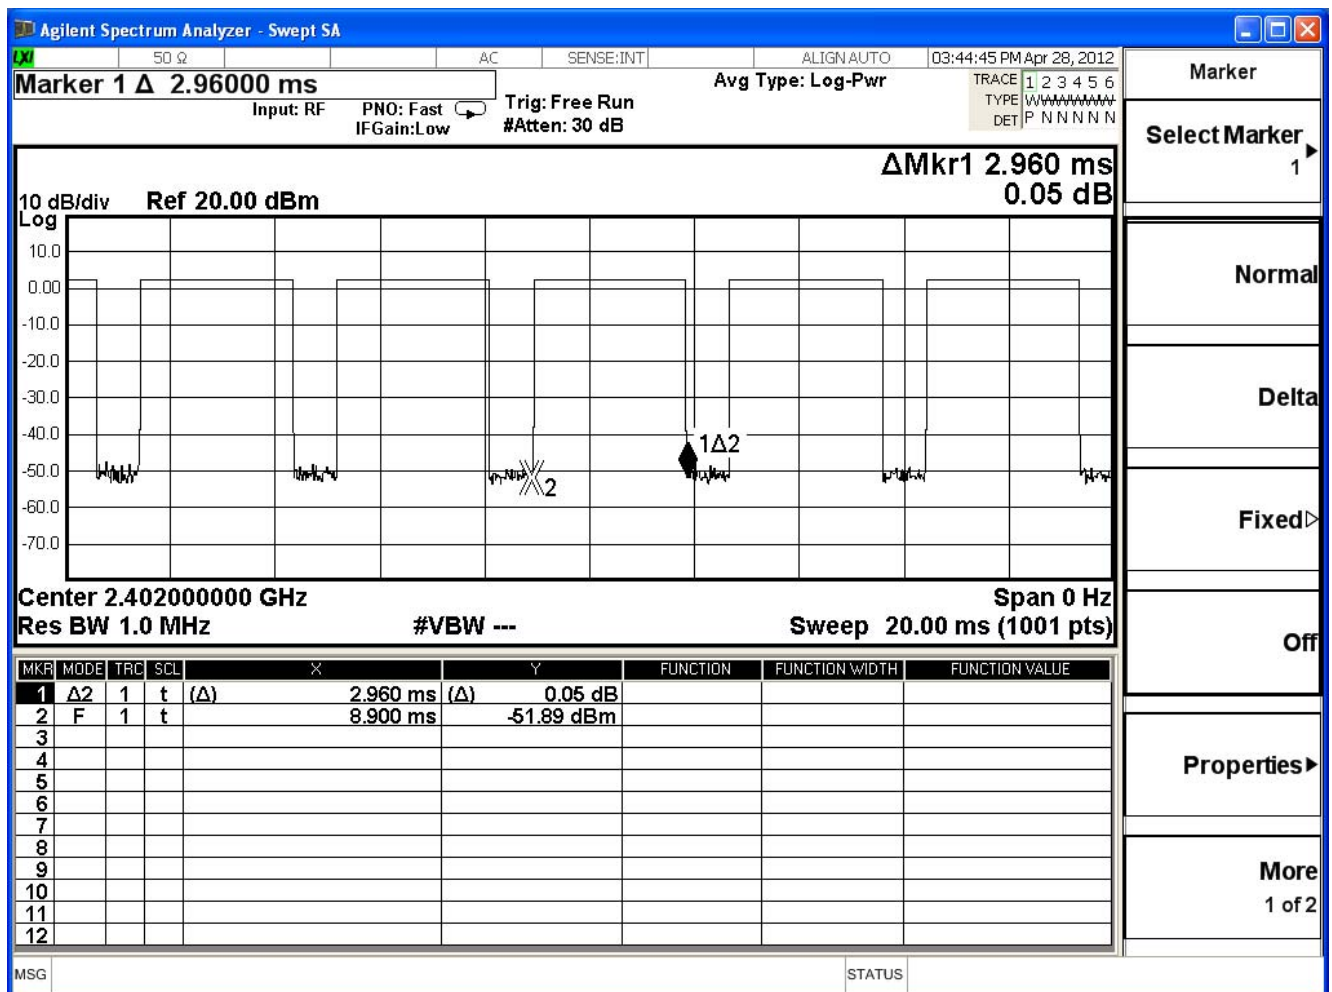 Agilent Spectrum Analyzer - Swept SA
LXI 50 Ω AC SENSE:INT ALIGN AUTO 03:44:45 PM Apr 28, 2012
Marker 1 Δ 2.96000 ms
Input: RF PNO: Fast Trig: Free Run Avg Type: Log-Pwr TRACE 1 2 3 4 5 6
IFGain:Low #Atten: 30 dB TYPE WWWWWW
DET P N N N N N
ΔMkr1 2.960 ms
0.05 dB
10 dB/div Ref 20.00 dBm
Log
10.0
0.00
-10.0
-20.0
-30.0
-40.0
1Δ2
-50.0
2
-60.0
-70.0
Center 2.402000000 GHz Span 0 Hz
Res BW 1.0 MHz #VBW --- Sweep 20.00 ms (1001 pts)
MKR MODE TRC SCL X Y FUNCTION FUNCTION WIDTH FUNCTION VALUE
1 Δ2 1 t (Δ) 2.960 ms (Δ) 0.05 dB
2 F 1 t 8.900 ms -51.89 dBm
3
4
5
6
7
8
9
10
11
12
MSG STATUS
Marker
Select Marker
1
Normal
Delta
Fixed
Off
Properties
More
1 of 2